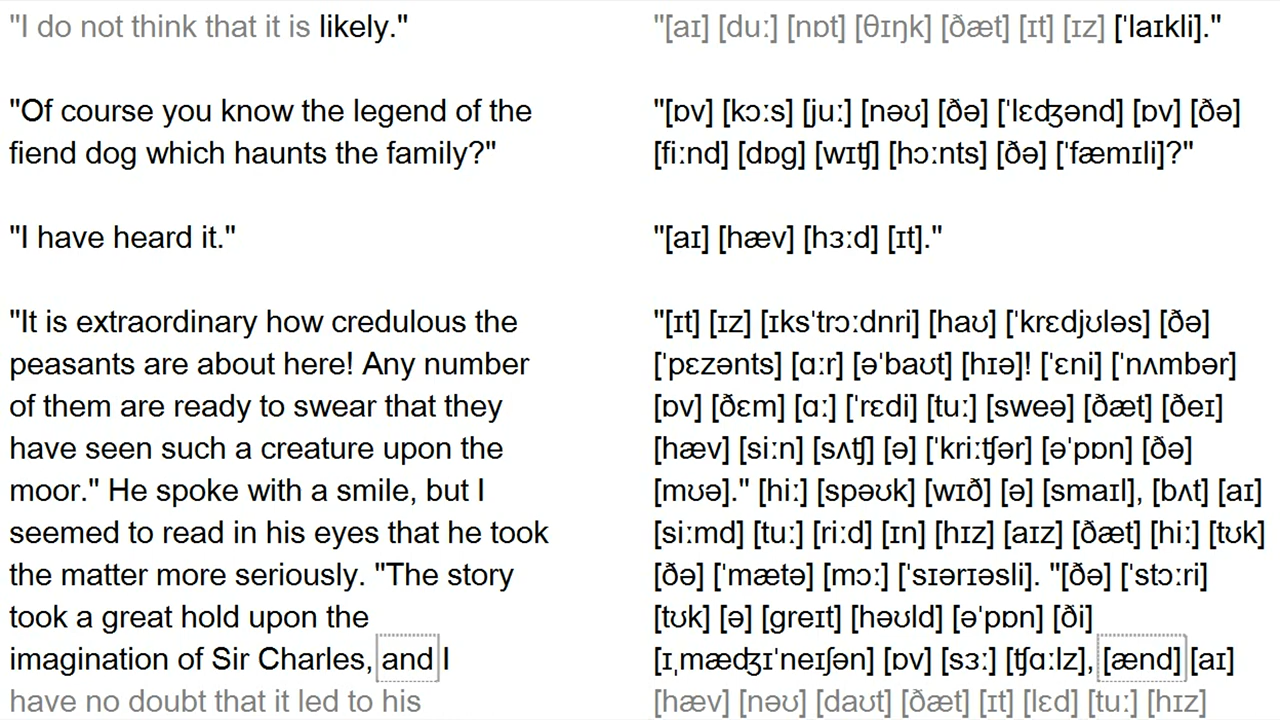 "I do not think that it is likely."
"Of course you know the legend of the
fiend dog which haunts the family?"
"I have heard it."
"It is extraordinary how credulous the
peasants are about here! Any number
of them are ready to swear that they
have seen such a creature upon the
moor." He spoke with a smile, but I
seemed to read in his eyes that he took
the matter more seriously. "The story
took a great hold upon the
imagination of Sir Charles, and I
have no doubt that it led to his
"[aɪ] [duː] [nɒt] [θɪŋk] [ðæt] [ɪt] [ɪz] [ˈlaɪkli]."
"[ɒv] [kɔːs] [juː] [nəʊ] [ðə] [ˈlɛʤənd] [ɒv] [ðə]
[fiːnd] [dɒg] [wɪʧ] [hɔːnts] [ðə] [ˈfæmɪli]?"
"[aɪ] [hæv] [hɜːd] [ɪt]."
"[ɪt] [ɪz] [ɪksˈtrɔːdnri] [haʊ] [ˈkrɛdjʊləs] [ðə]
[ˈpɛzənts] [ɑːr] [əˈbaʊt] [hɪə]! [ˈɛni] [ˈnʌmbər]
[ɒv] [ðɛm] [ɑː] [ˈrɛdi] [tuː] [sweə] [ðæt] [ðeɪ]
[hæv] [siːn] [sʌʧ] [ə] [ˈkriːʧər] [əˈpɒn] [ðə]
[mʊə]." [hiː] [spəʊk] [wɪð] [ə] [smaɪl], [bʌt] [aɪ]
[siːmd] [tuː] [riːd] [ɪn] [hɪz] [aɪz] [ðæt] [hiː] [tʊk]
[ðə] [ˈmætə] [mɔː] [ˈsɪərɪəsli]. "[ðə] [ˈstɔːri]
[tʊk] [ə] [greɪt] [həʊld] [əˈpɒn] [ði]
[ɪˌmæʤɪˈneɪʃən] [ɒv] [sɜː] [ʧɑːlz], [ænd] [aɪ]
[hæv] [nəʊ] [daʊt] [ðæt] [ɪt] [lɛd] [tuː] [hɪz]